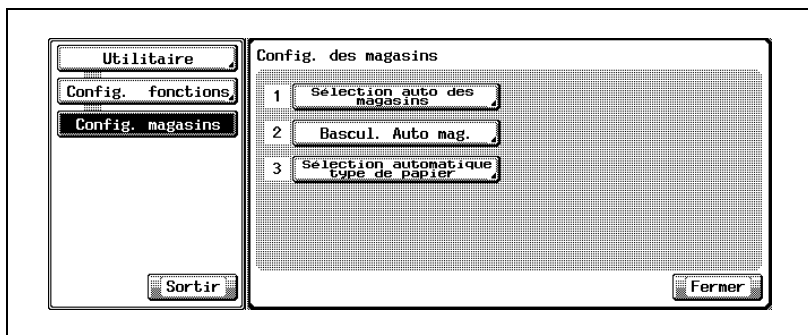 Utilitaire
Config. fonctions
Config. magasins
Sortir
Config. des magasins
1 Sélection auto des
magasins
2 Bascul. Auto mag.
3 Sélection automatique
type de papier
Fermer